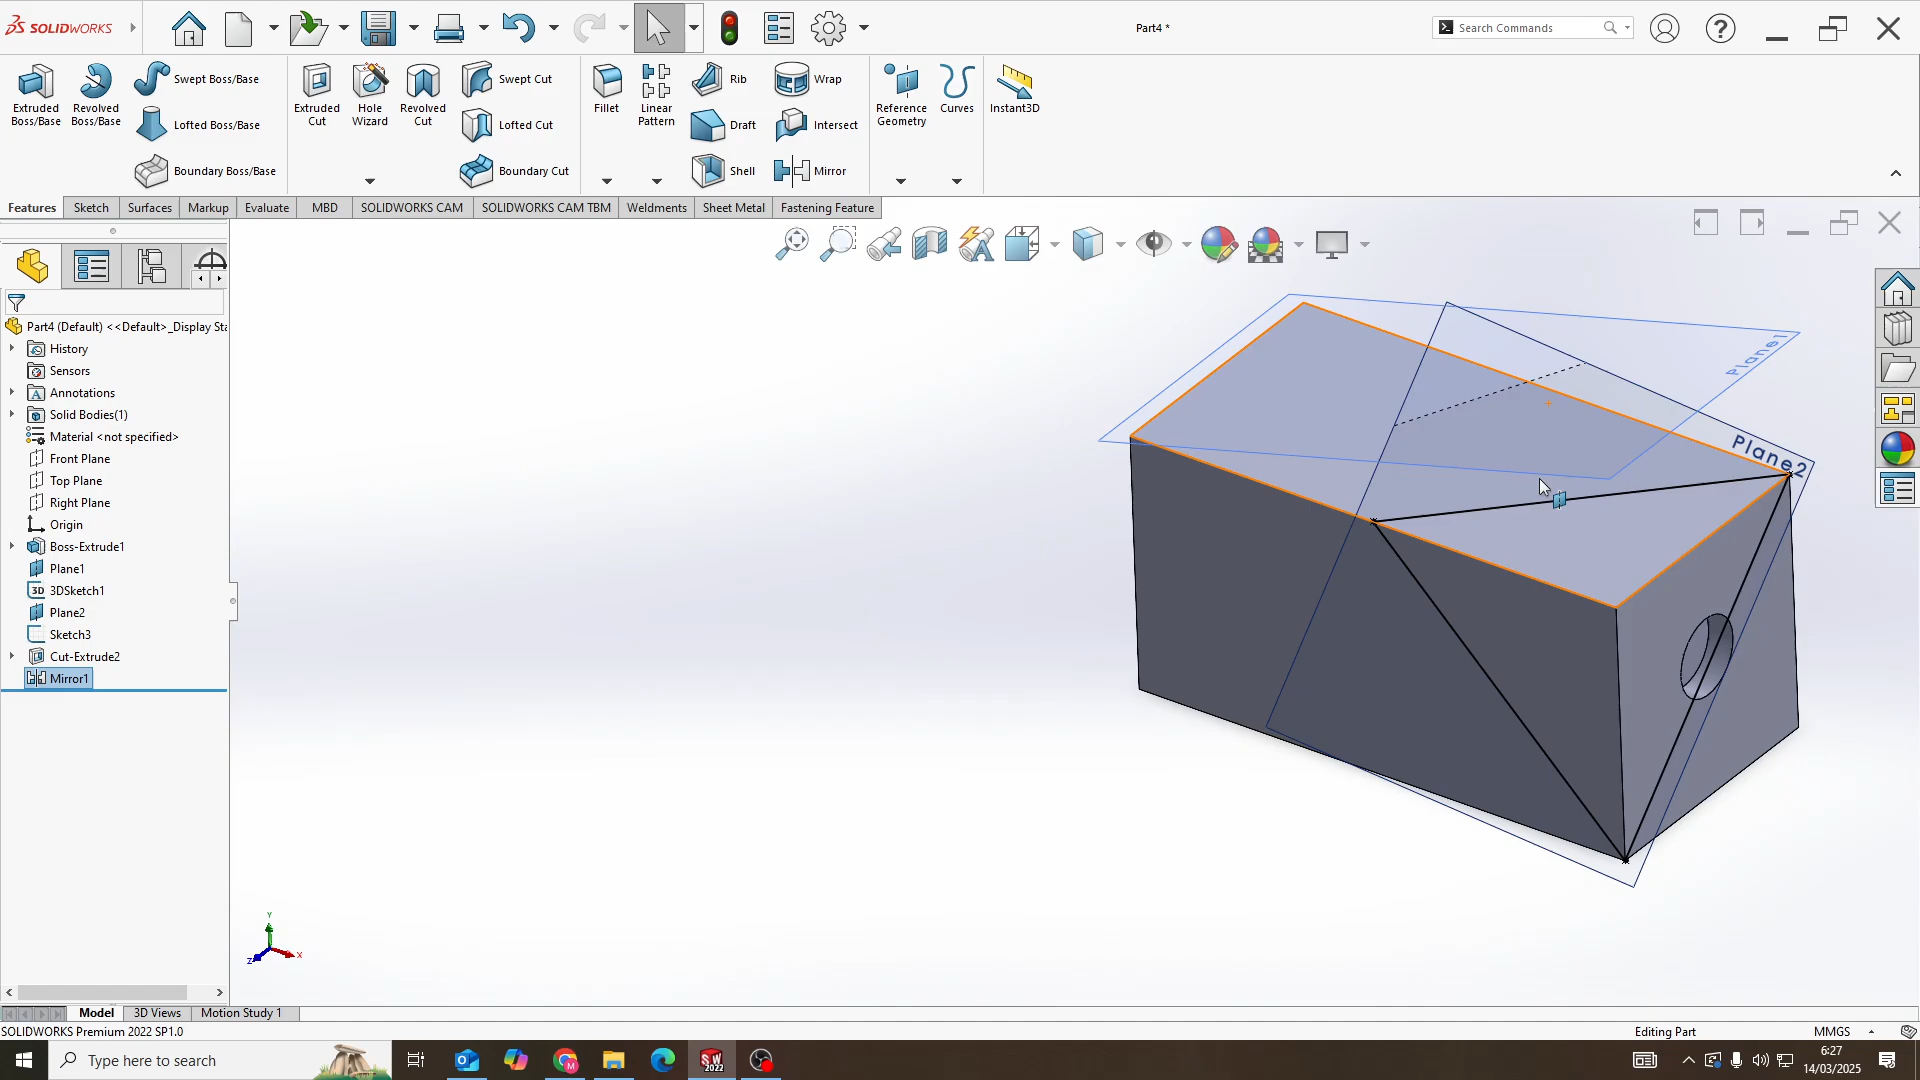 SOLIDWORKS
Part4 *
Search Commands
Extruded Boss/Base
Revolved Boss/Base
Swept Boss/Base
Lofted Boss/Base
Boundary Boss/Base
Extruded Cut
Hole Wizard
Revolved Cut
Swept Cut
Lofted Cut
Boundary Cut
Fillet
Linear Pattern
Rib
Draft
Shell
Wrap
Intersect
Mirror
Reference Geometry
Curves
Instant3D
Features
Sketch
Surfaces
Markup
Evaluate
MBD
SOLIDWORKS CAM
SOLIDWORKS CAM TBM
Weldments
Sheet Metal
Fastening Feature
Part4 (Default) <<Default>_Display Sta
History
Sensors
Annotations
Solid Bodies(1)
Material <not specified>
Front Plane
Top Plane
Right Plane
Origin
Boss-Extrude1
Plane1
3D 3DSketch1
Plane2
Sketch3
Cut-Extrude2
Mirror1
Plane1
Plane2
Y
X
Z
Model
3D Views
Motion Study 1
SOLIDWORKS Premium 2022 SP1.0
Editing Part
MMGS
Type here to search
SW
2022
6:27
14/03/2025